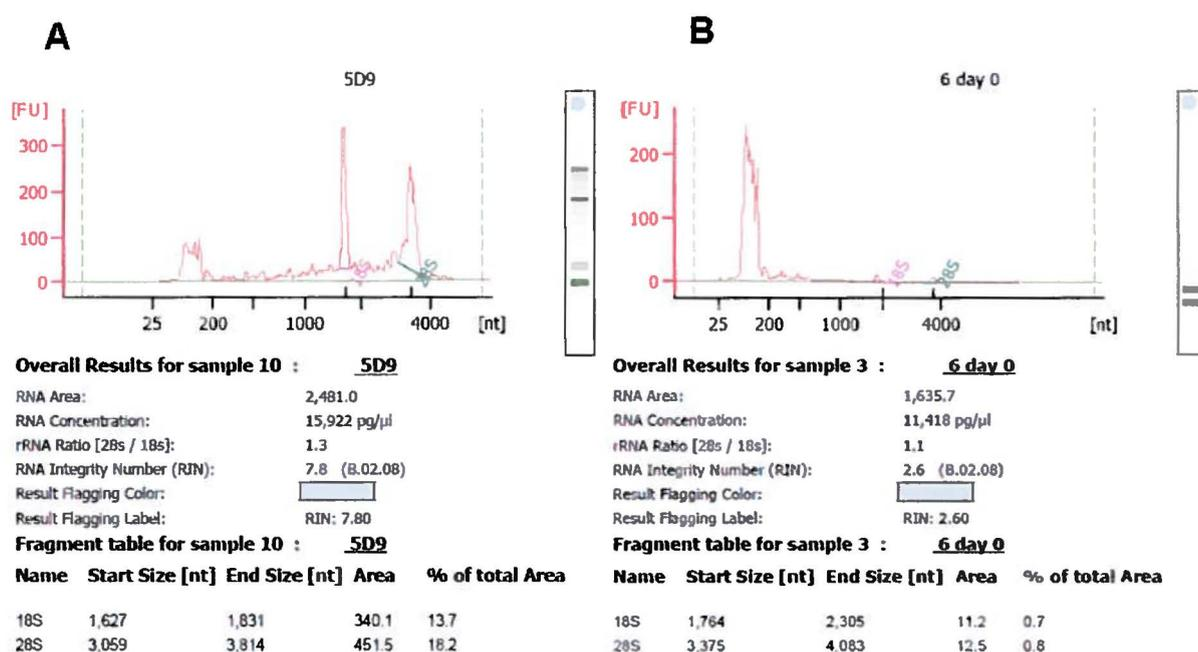 A
5D9
[FU]
300
200
100
0
18S
28S
25 200 1000 4000 [nt]
Overall Results for sample 10 : 5D9
RNA Area: 2,481.0
RNA Concentration: 15,922 pg/µl
rRNA Ratio [28s / 18s]: 1.3
RNA Integrity Number (RIN): 7.8 (B.02.08)
Result Flagging Color:
Result Flagging Label: RIN: 7.80
Fragment table for sample 10 : 5D9
Name Start Size [nt] End Size [nt] Area % of total Area
18S 1,627 1,831 340.1 13.7
28S 3,059 3,814 451.5 18.2
B
6 day 0
[FU]
200
100
0
18S
28S
25 200 1000 4000 [nt]
Overall Results for sample 3 : 6 day 0
RNA Area: 1,635.7
RNA Concentration: 11,418 pg/µl
rRNA Ratio [28s / 18s]: 1.1
RNA Integrity Number (RIN): 2.6 (B.02.08)
Result Flagging Color:
Result Flagging Label: RIN: 2.60
Fragment table for sample 3 : 6 day 0
Name Start Size [nt] End Size [nt] Area % of total Area
18S 1,764 2,305 11.2 0.7
28S 3,375 4,083 12.5 0.8